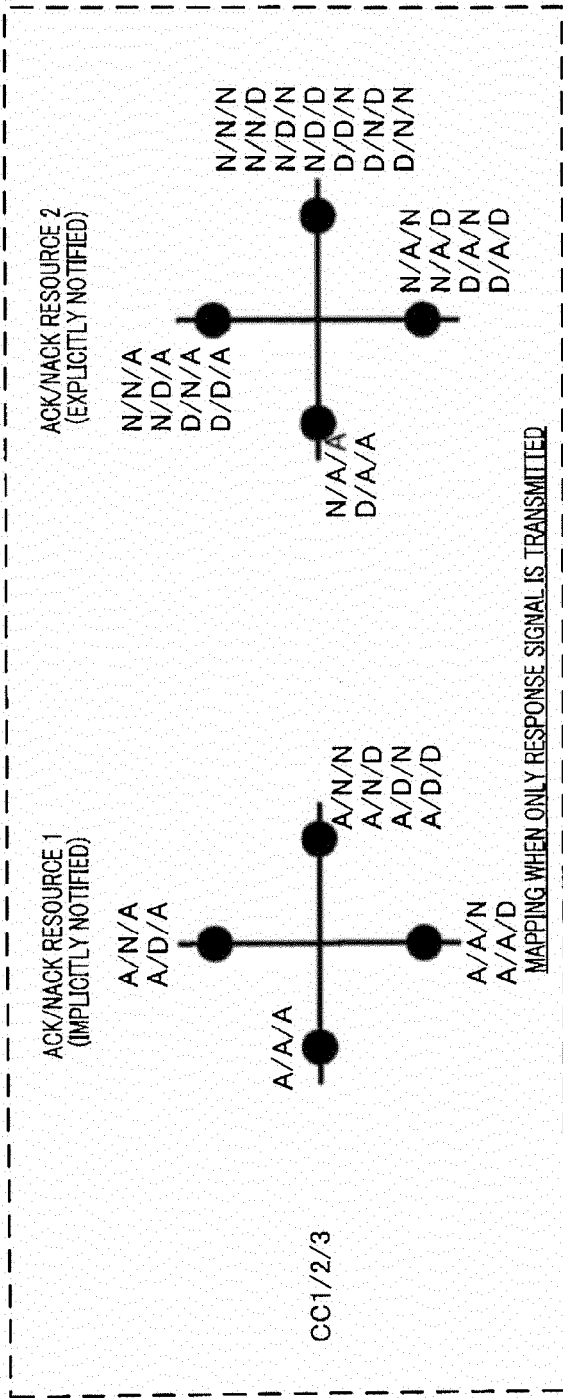 ACK/NACK RESOURCE 1
(IMPLICITLY NOTIFIED)
A/N/A
A/D/A
A/A/A
A/N/N
A/N/D
A/D/N
A/D/D
A/A/N
A/A/D
CC1/2/3
ACK/NACK RESOURCE 2
(EXPLICITLY NOTIFIED)
N/N/A
N/D/A
D/N/A
D/D/A
N/N/N
N/N/D
N/D/N
N/D/D
D/D/N
D/N/D
D/N/N
N/A/A
D/A/A
N/A/N
N/A/D
D/A/N
D/A/D
MAPPING WHEN ONLY RESPONSE SIGNAL IS TRANSMITTED